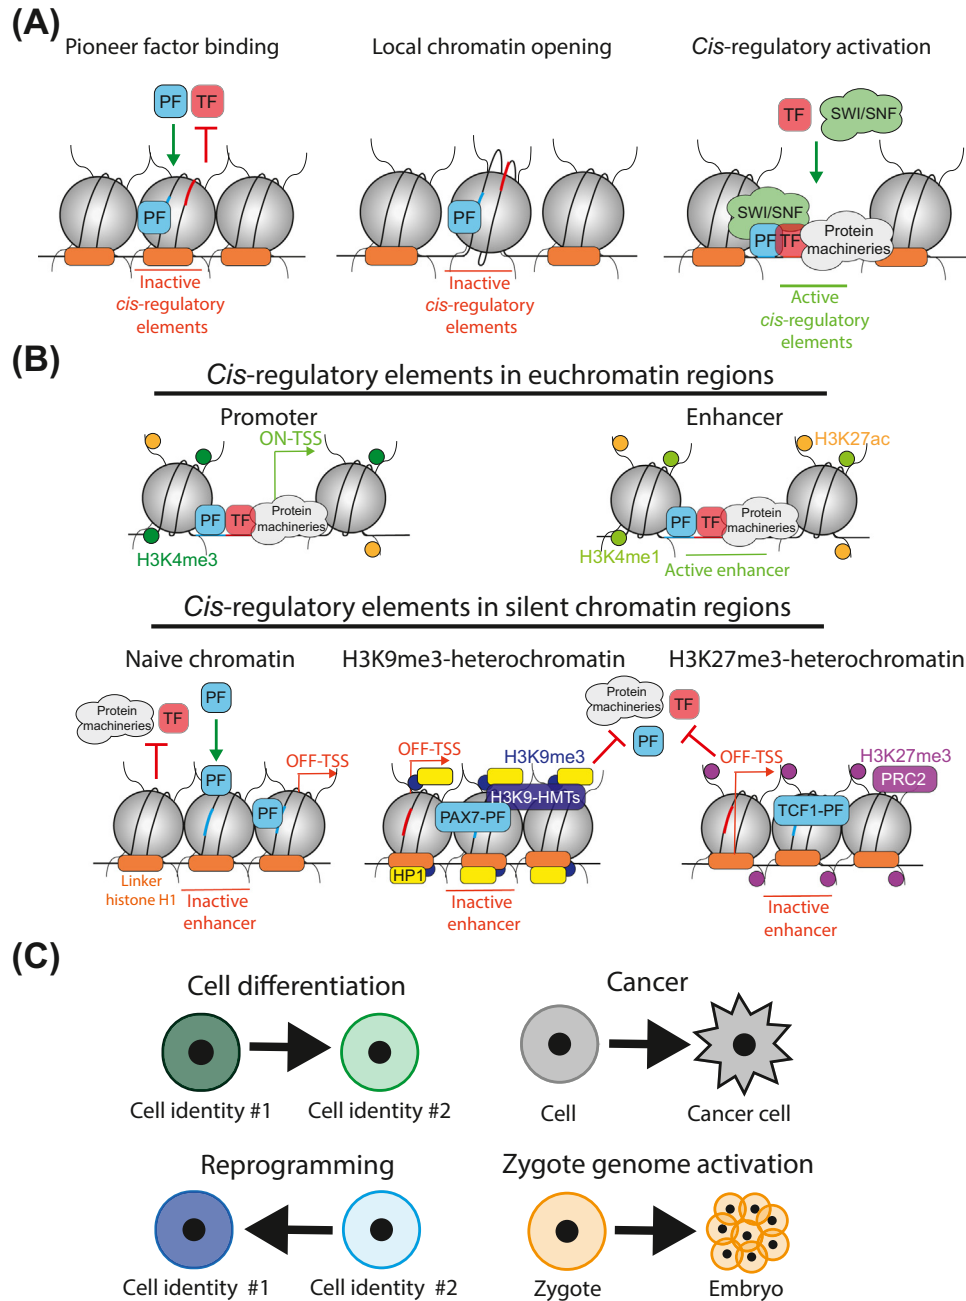 (A)
Pioneer factor binding
Local chromatin opening
Cis-regulatory activation
PF
TF
PF
Inactive
cis-regulatory
elements
PF
Inactive
cis-regulatory
elements
TF
SWI/SNF
SWI/SNF
PF
TF
Protein
machineries
Active
cis-regulatory
elements
(B)
Cis-regulatory elements in euchromatin regions
Promoter
ON-TSS
PF
TF
Protein
machineries
H3K4me3
Enhancer
H3K27ac
PF
TF
Protein
machineries
H3K4me1
Active enhancer
Cis-regulatory elements in silent chromatin regions
Naive chromatin
Protein
machineries
TF
PF
PF
OFF-TSS
PF
Linker
histone H1
Inactive
enhancer
H3K9me3-heterochromatin
OFF-TSS
H3K9me3
H3K9-HMTs
PAX7-PF
HP1
Inactive
enhancer
Protein
machineries
TF
PF
H3K27me3-heterochromatin
OFF-TSS
H3K27me3
PRC2
TCF1-PF
Inactive
enhancer
(C)
Cell differentiation
Cell identity #1
Cell identity #2
Cancer
Cell
Cancer cell
Reprogramming
Cell identity #1
Cell identity #2
Zygote genome activation
Zygote
Embryo